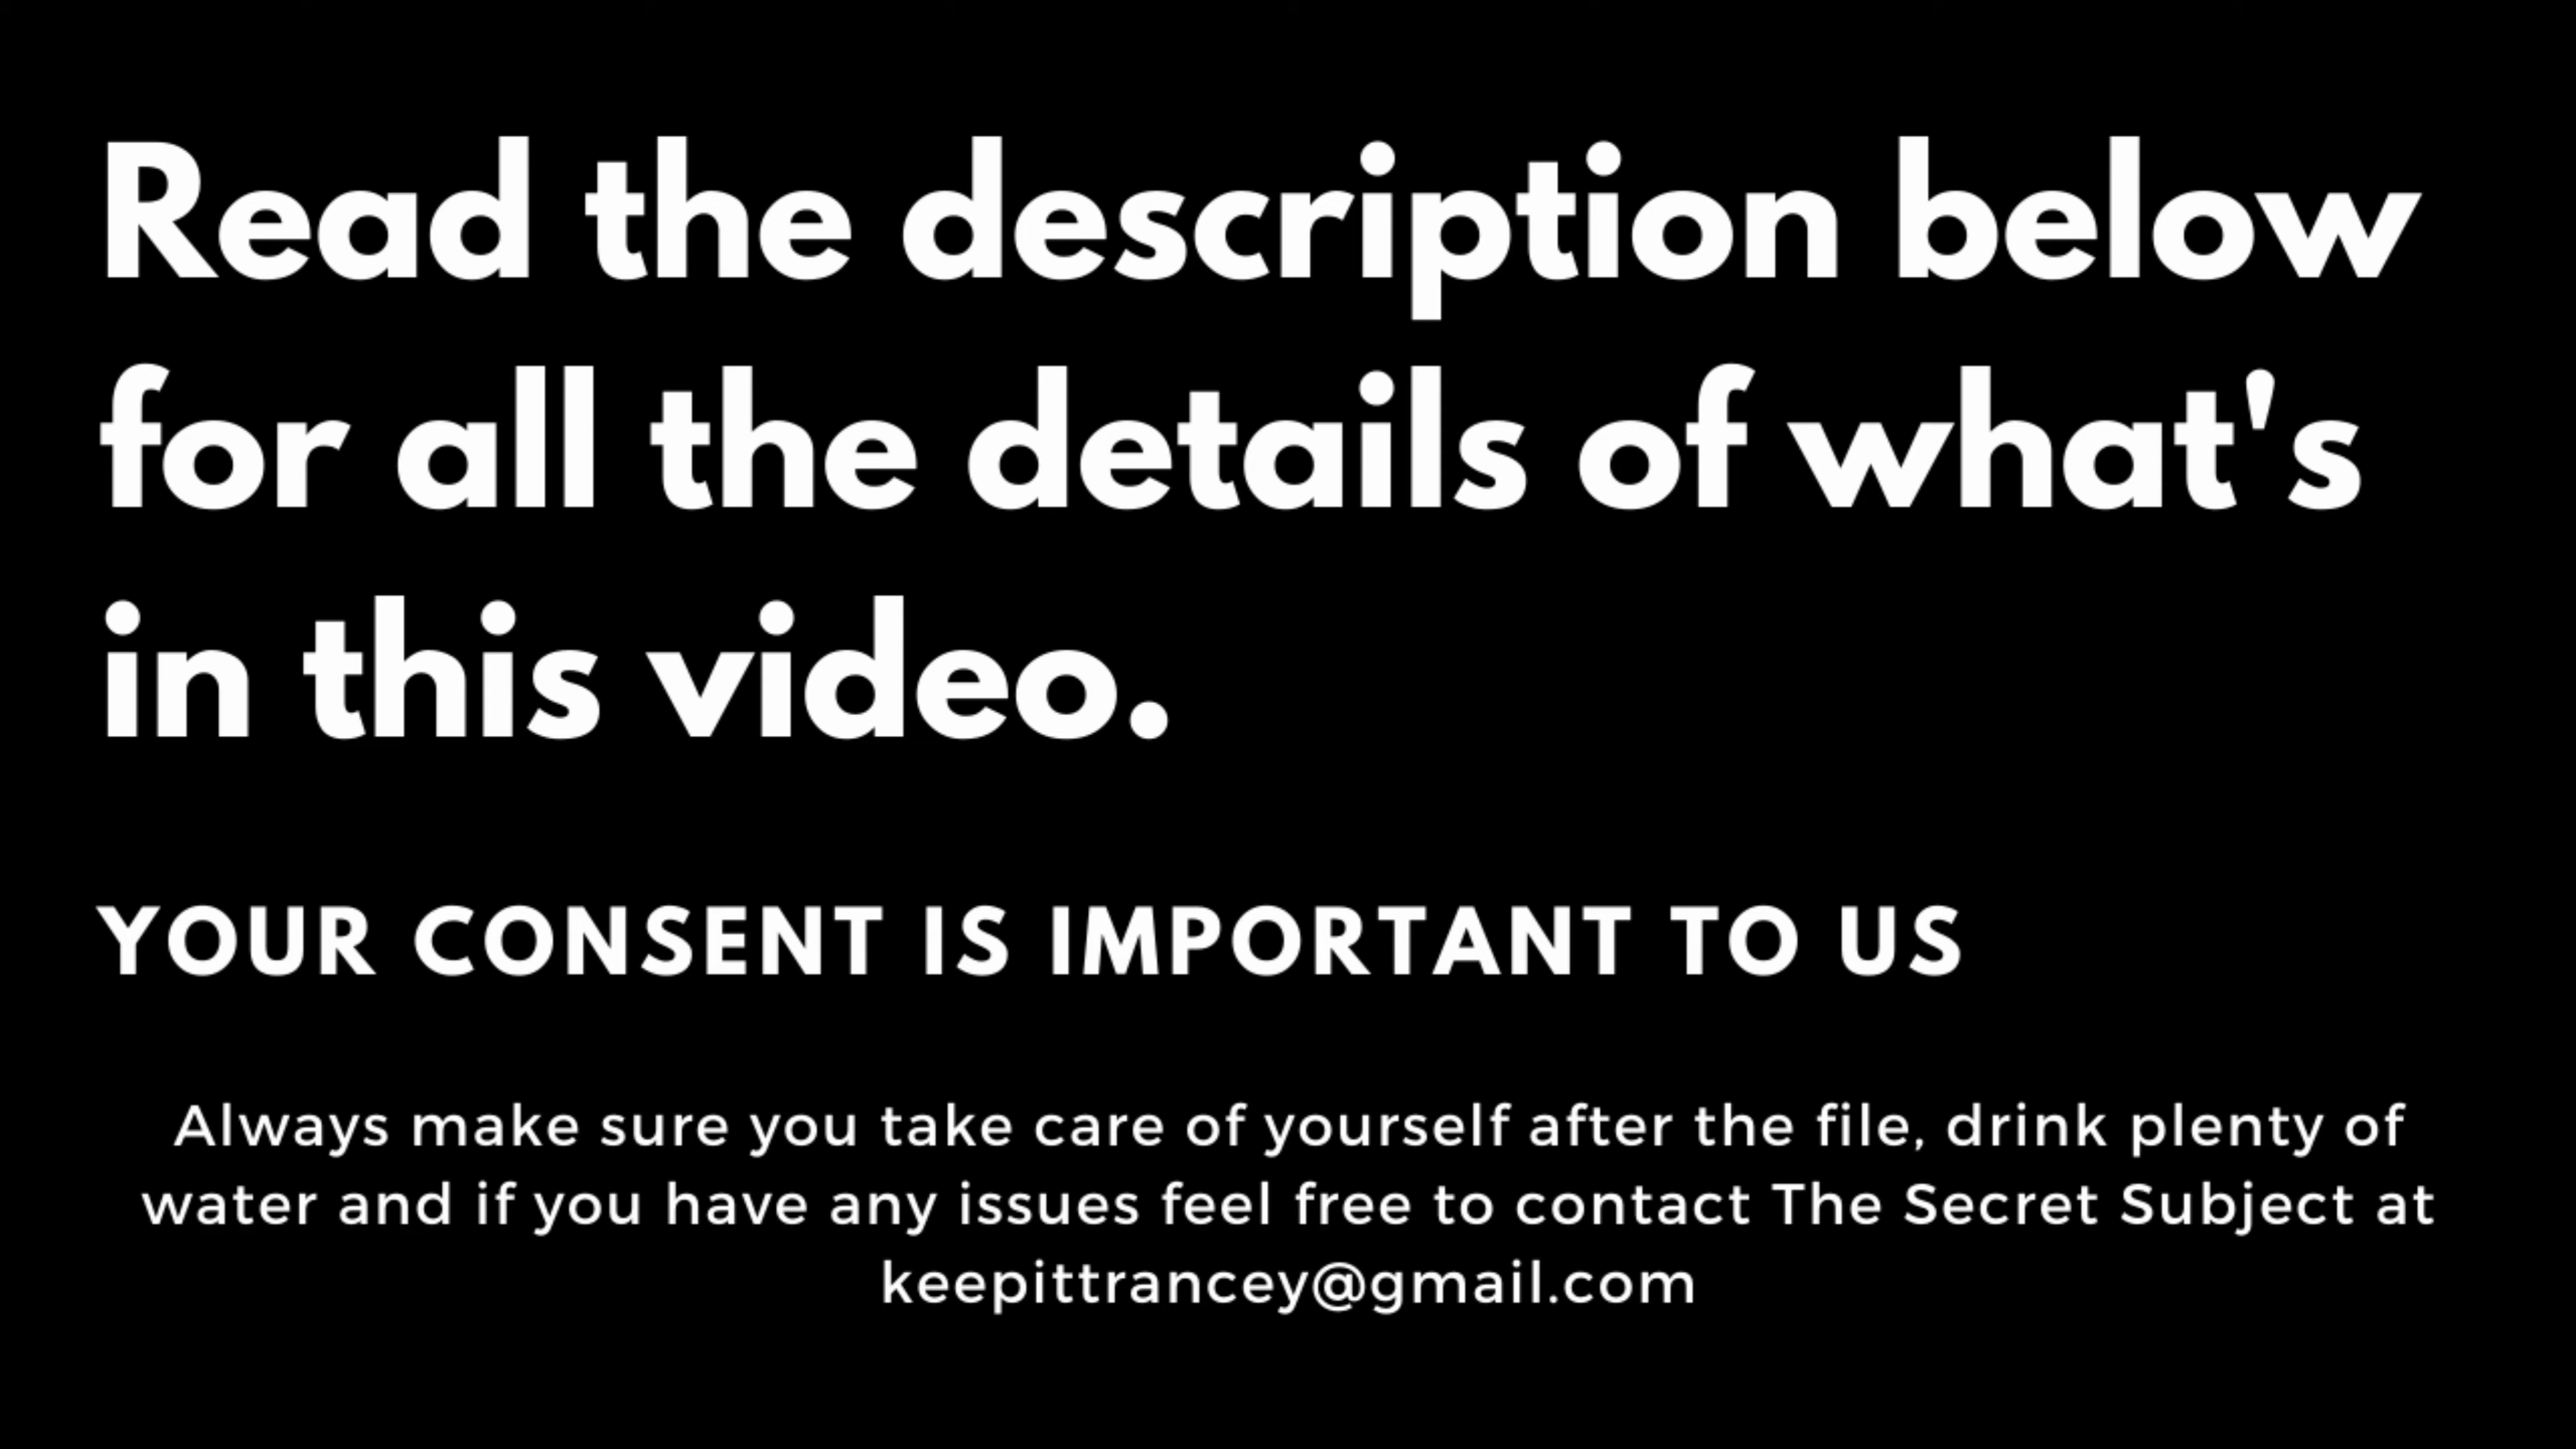 Read the description below
for all the details of what's
in this video.
YOUR CONSENT IS IMPORTANT TO US
Always make sure you take care of yourself after the file, drink plenty of
water and if you have any issues feel free to contact The Secret Subject at
keepittrancey@gmail.com